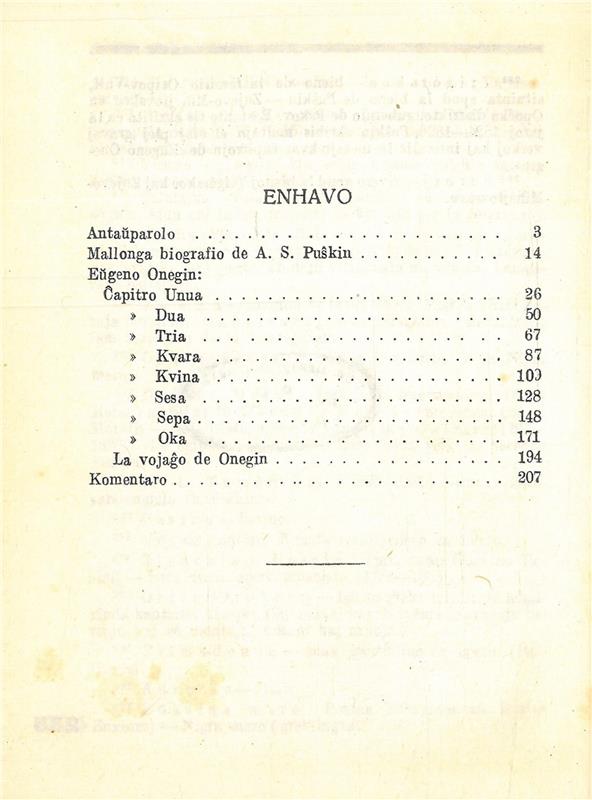 ENHAVO
Antaŭparolo . . . . . . . . . . . . . . . . . . . . . . . . 3
Mallonga biografio de A. S. Puŝkin . . . . . . . . . . . 14
Eŭgeno Onegin:
Ĉapitro Unua . . . . . . . . . . . . . . . . . . . . . . 26
» Dua . . . . . . . . . . . . . . . . . . . . . . . 50
» Tria . . . . . . . . . . . . . . . . . . . . . . . 67
» Kvara . . . . . . . . . . . . . . . . . . . . . . 87
» Kvina . . . . . . . . . . . . . . . . . . . . . . 109
» Sesa . . . . . . . . . . . . . . . . . . . . . . . 128
» Sepa . . . . . . . . . . . . . . . . . . . . . . . 148
» Oka . . . . . . . . . . . . . . . . . . . . . . . 171
La vojaĝo de Onegin . . . . . . . . . . . . . . . . . . 194
Komentaro . . . . . . . . . . . . . . . . . . . . . . . . . . 207